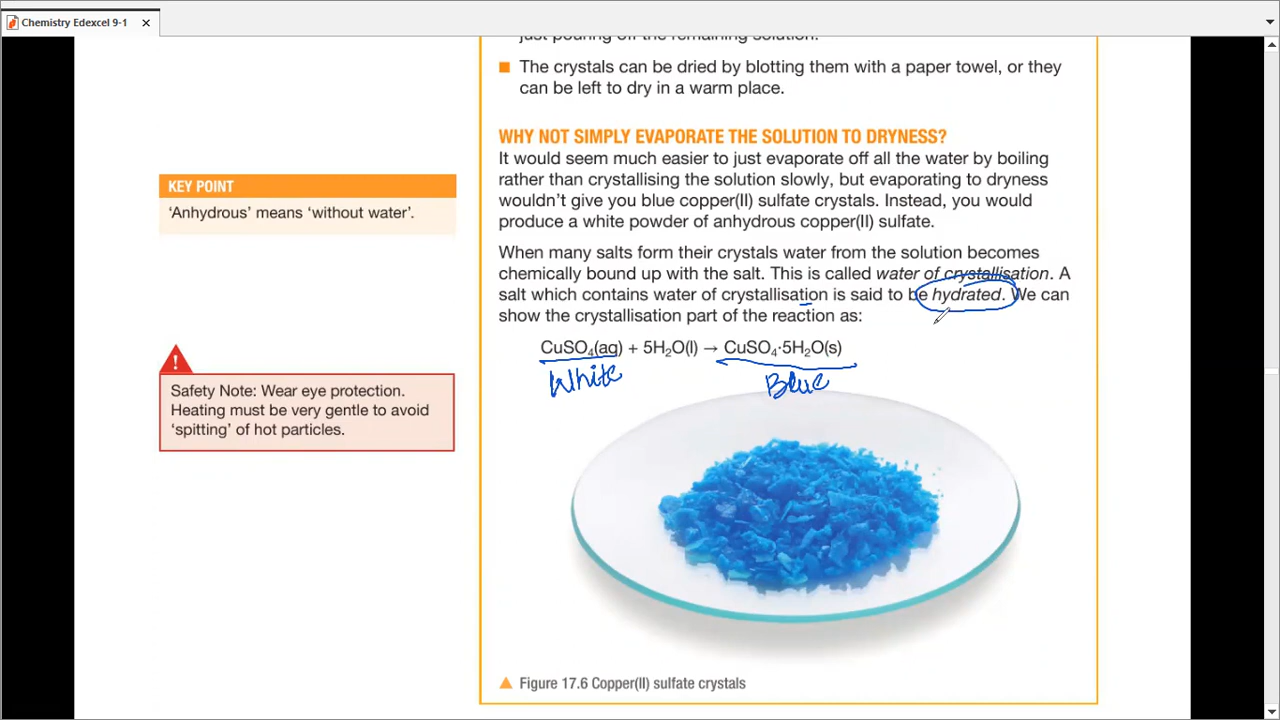 Chemistry Edexcel 9-1
just pouring off the remaining solution.
■ The crystals can be dried by blotting them with a paper towel, or they
can be left to dry in a warm place.
WHY NOT SIMPLY EVAPORATE THE SOLUTION TO DRYNESS?
It would seem much easier to just evaporate off all the water by boiling
rather than crystallising the solution slowly, but evaporating to dryness
wouldn't give you blue copper(II) sulfate crystals. Instead, you would
produce a white powder of anhydrous copper(II) sulfate.
KEY POINT
'Anhydrous' means 'without water'.
When many salts form their crystals water from the solution becomes
chemically bound up with the salt. This is called water of crystallisation. A
salt which contains water of crystallisation is said to be hydrated. We can
show the crystallisation part of the reaction as:
CuSO₄(aq) + 5H₂O(l) → CuSO₄·5H₂O(s)
White Blue
!
Safety Note: Wear eye protection.
Heating must be very gentle to avoid
'spitting' of hot particles.
▲ Figure 17.6 Copper(II) sulfate crystals